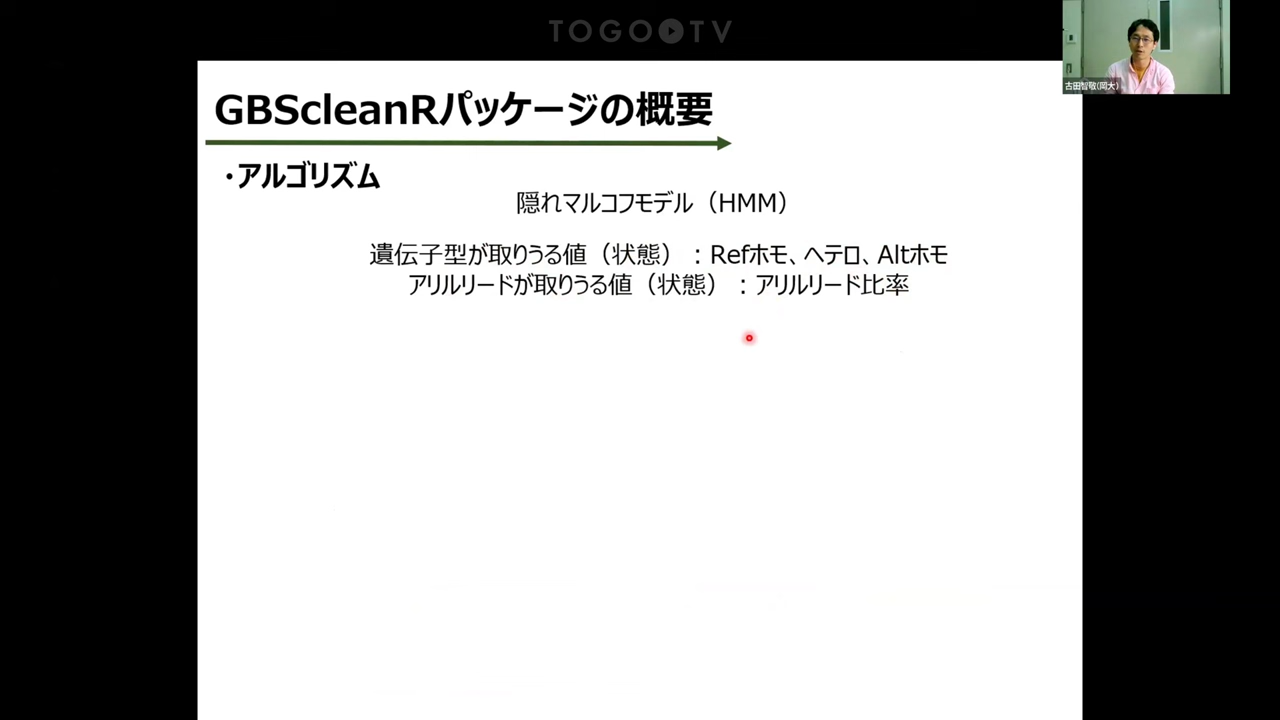 TOGO TV
古田智敬(岡大)
GBScleanRパッケージの概要
・アルゴリズム
隠れマルコフモデル（HMM）
遺伝子型が取りうる値（状態）：Refホモ、ヘテロ、Altホモ
アリルリードが取りうる値（状態）：アリルリード比率